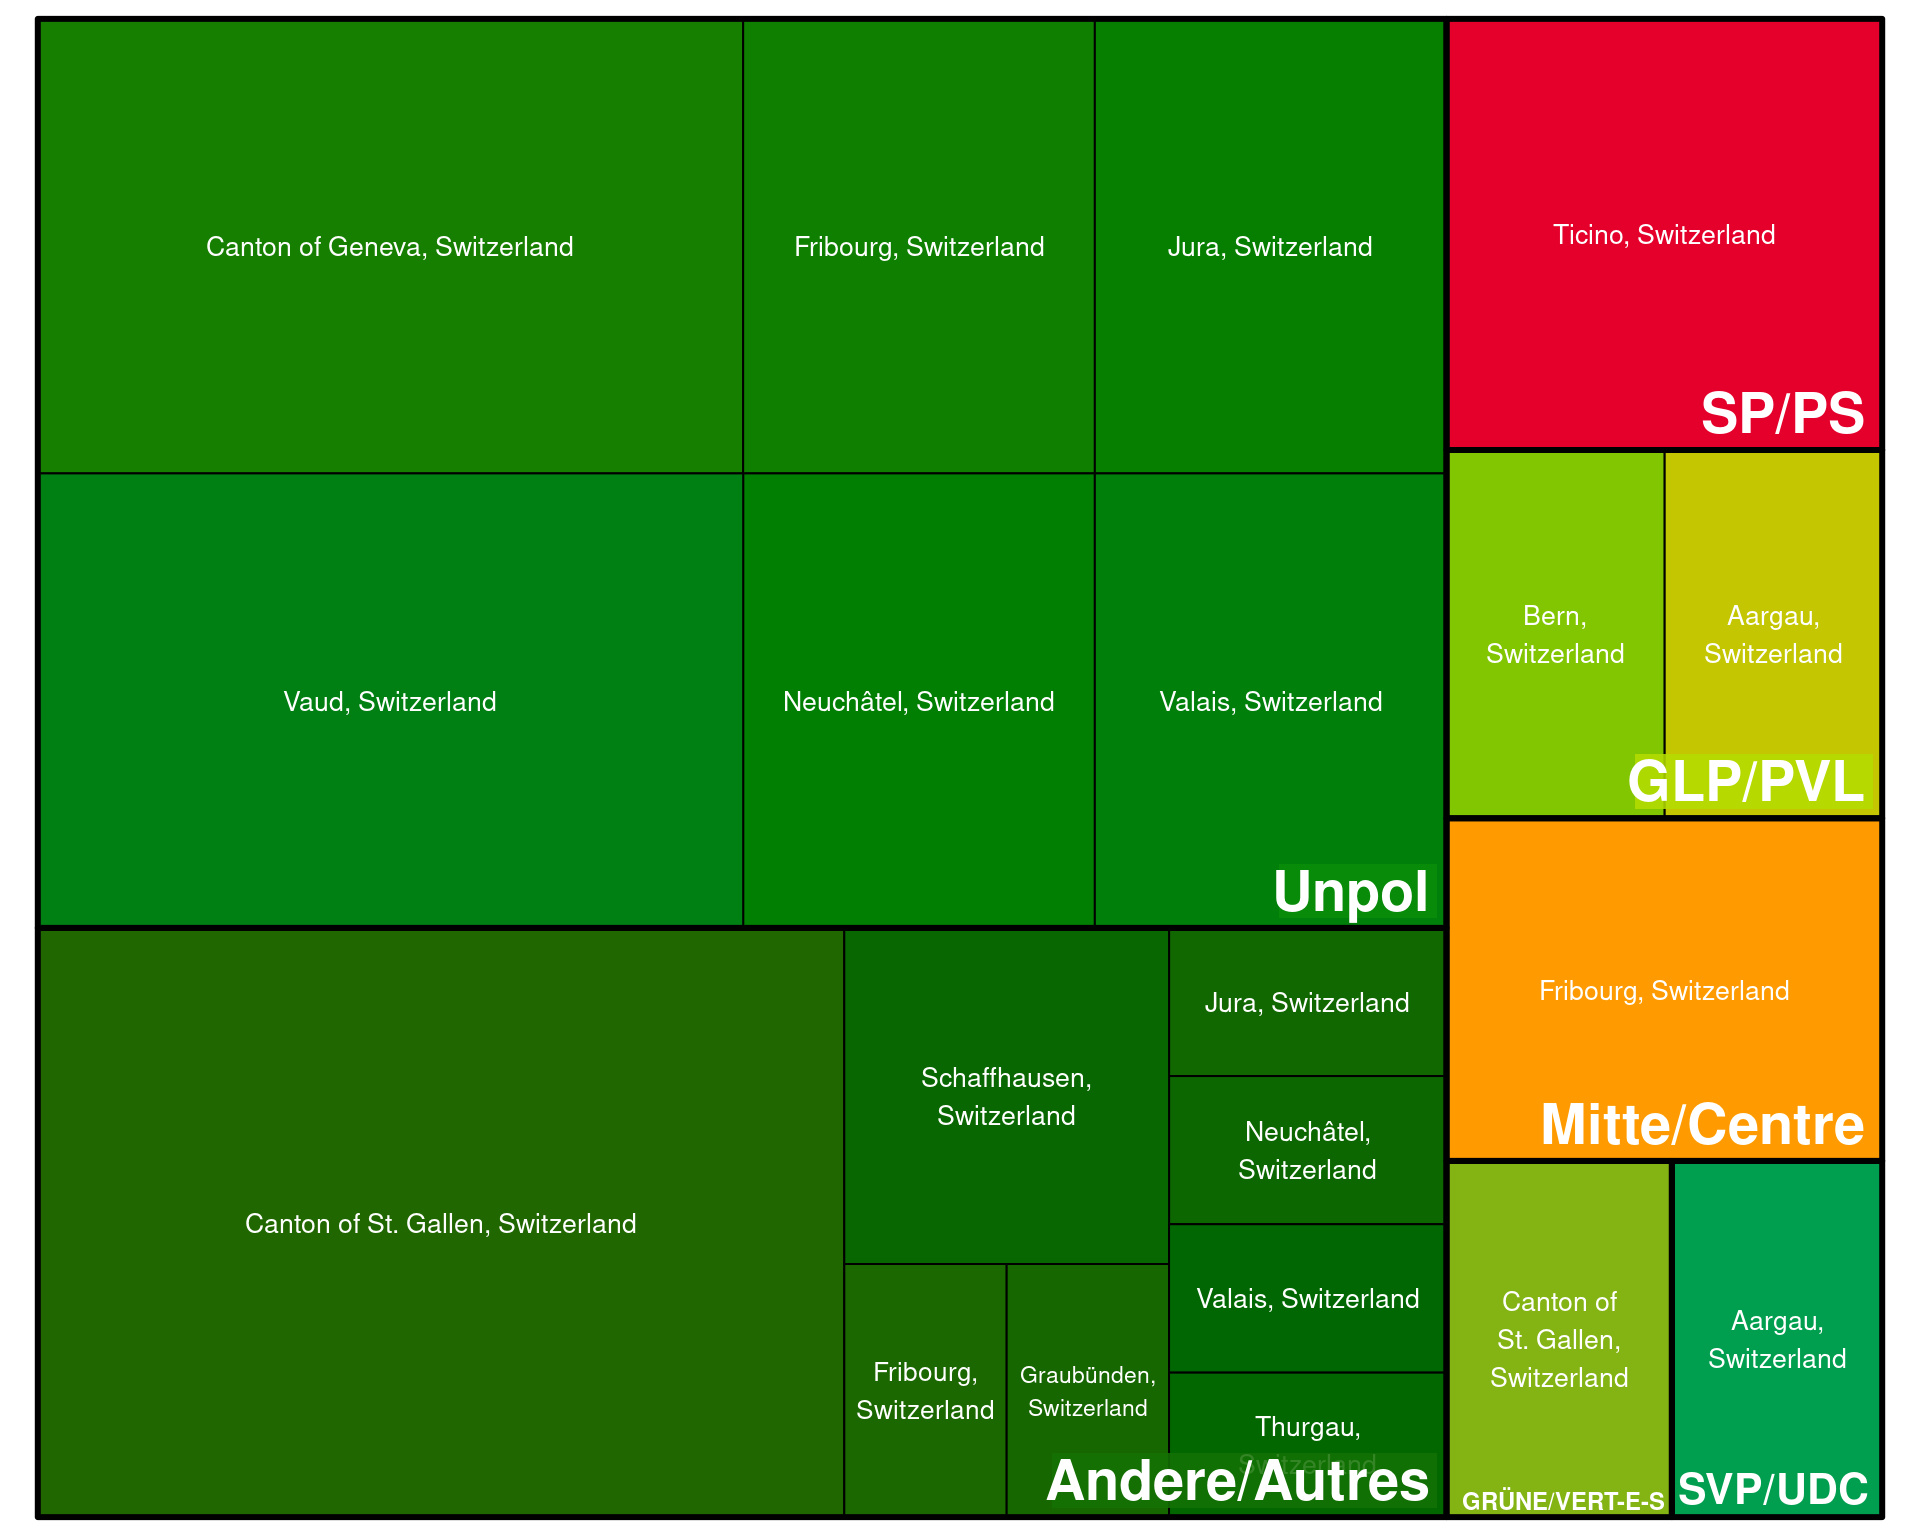 Canton of Geneva, Switzerland
Fribourg, Switzerland
Jura, Switzerland
Vaud, Switzerland
Neuchâtel, Switzerland
Valais, Switzerland
Unpol
Canton of St. Gallen, Switzerland
Schaffhausen,
Switzerland
Fribourg,
Switzerland
Graubünden,
Switzerland
Jura, Switzerland
Neuchâtel,
Switzerland
Valais, Switzerland
Thurgau,
Switzerland
Andere/Autres
Ticino, Switzerland
SP/PS
Bern,
Switzerland
Aargau,
Switzerland
GLP/PVL
Fribourg, Switzerland
Mitte/Centre
Canton of
St. Gallen,
Switzerland
GRÜNE/VERT-E-S
Aargau,
Switzerland
SVP/UDC